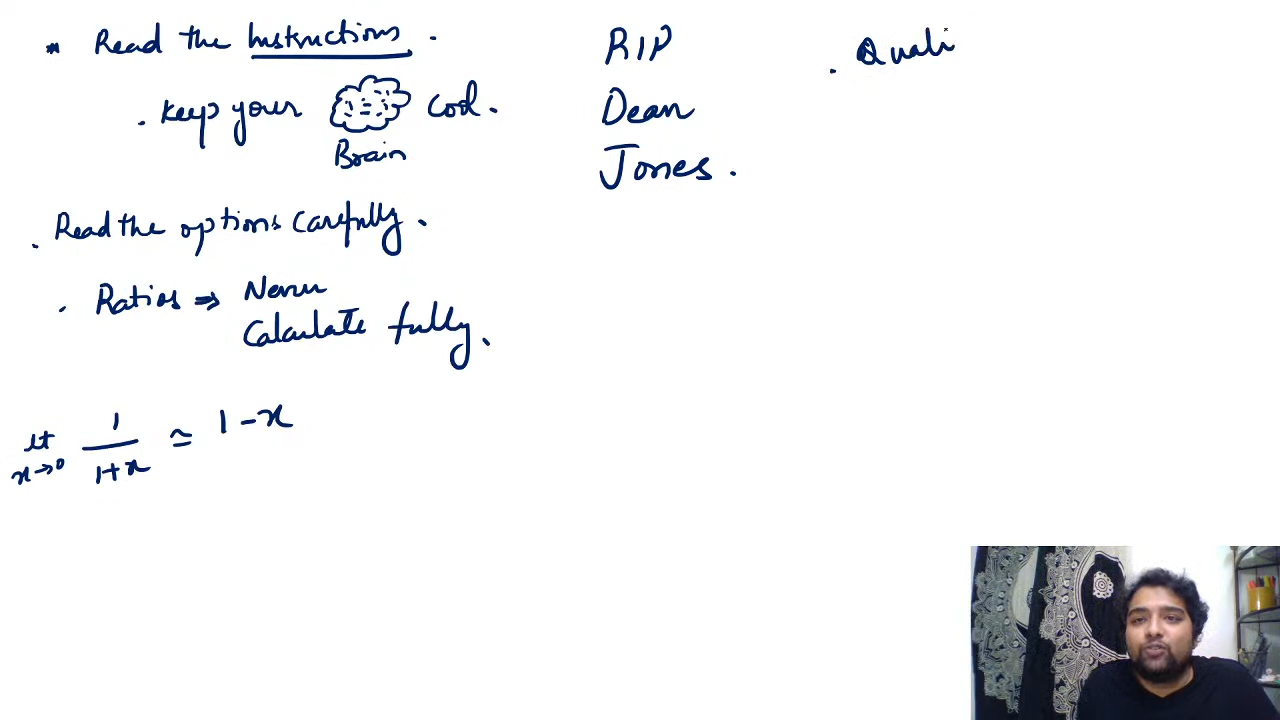 * Read the Instructions.
. Keep your cool.
Brain
. Read the options carefully.
. Ratios ⇒ Never
Calculate fully.
lt x→0 1/1+x ≃ 1-x
RIP
Dean
Jones.
. Quali